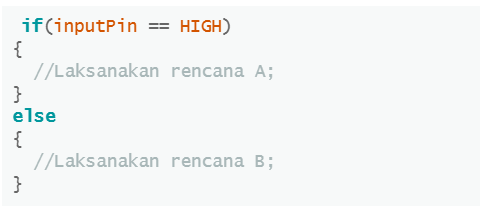 if(inputPin == HIGH)
{
  //Laksanakan rencana A;
}
else
{
  //Laksanakan rencana B;
}